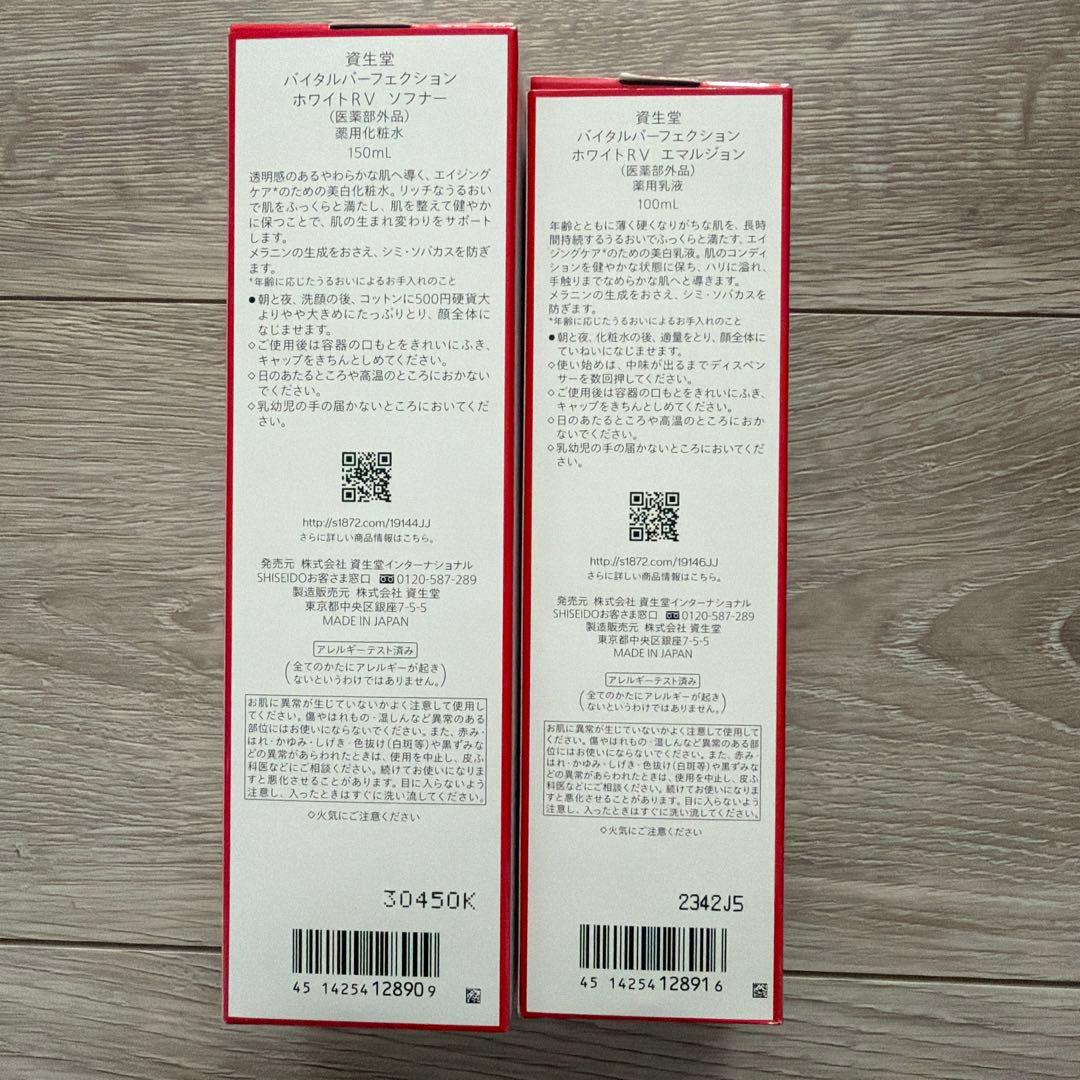 資生堂
バイタルパーフェクション
ホワイトRV ソフナー
(医薬部外品)
薬用化粧水
150mL
透明感のあるやわらかな肌へ導く、エイジング
ケア*のための美白化粧水。リッチなうるおい
で肌をふっくらと満たし、肌を整えて健やか
に保つことで、肌の生まれ変わりをサポート
します。
メラニンの生成をおさえ、シミ・ソバカスを防ぎ
ます。
*年齢に応じたうるおいによるお手入れのこと
●朝と夜、洗顔の後、コットンに500円硬貨大
よりやや大きめにたっぷりとり、顔全体に
なじませます。
◇ご使用後は容器の口もとをきれいにふき、
キャップをきちんとしめてください。
◇日のあたるところや高温のところにおかない
でください。
◇乳幼児の手の届かないところにおいてくだ
さい。
http://s1872.com/19144JJ
さらに詳しい商品情報はこちら。
発売元 株式会社 資生堂インターナショナル
SHISEIDOお客さま窓口 0120-587-289
製造販売元 株式会社 資生堂
東京都中央区銀座7-5-5
MADE IN JAPAN
アレルギーテスト済み
(全てのかたにアレルギーが起き
ないというわけではありません。)
お肌に異常が生じていないかよく注意して使用し
てください。傷やはれもの・湿しんなど異常のある
部位にはお使いにならないでください。また、赤み・
はれ・かゆみ・しげき・色抜け(白斑等)や黒ずみな
どの異常があらわれたときは、使用を中止し、皮ふ
科医などにご相談ください。続けてお使いになりま
すと悪化させることがあります。目に入らないよう
注意し、入ったときはすぐに洗い流してください。
◇火気にご注意ください
30450K
45 14254 12890 9
資生堂
バイタルパーフェクション
ホワイトRV エマルジョン
(医薬部外品)
薬用乳液
100mL
年齢とともに薄く硬くなりがちな肌を、長時
間持続するうるおいでふっくらと満たす、エイ
ジングケア*のための美白乳液。肌のコンディ
ションを健やかな状態に保ち、ハリに溢れ、
手触りまでなめらかな肌へと導きます。
メラニンの生成をおさえ、シミ・ソバカスを
防ぎます。
*年齢に応じたうるおいによるお手入れのこと
●朝と夜、化粧水の後、適量をとり、顔全体に
ていねいになじませます。
◇使い始めは、中味が出るまでディスペン
サーを数回押してください。
◇ご使用後は容器の口もとをきれいにふき、
キャップをきちんとしめてください。
◇日のあたるところや高温のところにおか
ないでください。
◇乳幼児の手の届かないところにおいてくだ
さい。
http://s1872.com/19146JJ
さらに詳しい商品情報はこちら。
発売元 株式会社 資生堂インターナショナル
SHISEIDOお客さま窓口 0120-587-289
製造販売元 株式会社 資生堂
東京都中央区銀座7-5-5
MADE IN JAPAN
アレルギーテスト済み
(全てのかたにアレルギーが起き
ないというわけではありません。)
お肌に異常が生じていないかよく注意して使用して
ください。傷やはれもの・湿しんなど異常のある部
位にはお使いにならないでください。また、赤み・
はれ・かゆみ・しげき・色抜け(白斑等)や黒ずみな
どの異常があらわれたときは、使用を中止し、皮ふ
科医などにご相談ください。続けてお使いになりま
すと悪化させることがあります。目に入らないよう
注意し、入ったときはすぐに洗い流してください。
◇火気にご注意ください
2342J5
45 14254 12891 6